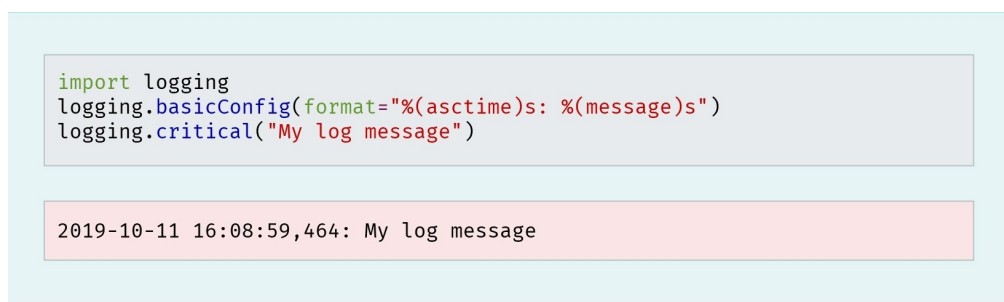 import logging
logging.basicConfig(format="%(asctime)s: %(message)s")
logging.critical("My log message")
2019-10-11 16:08:59,464: My log message